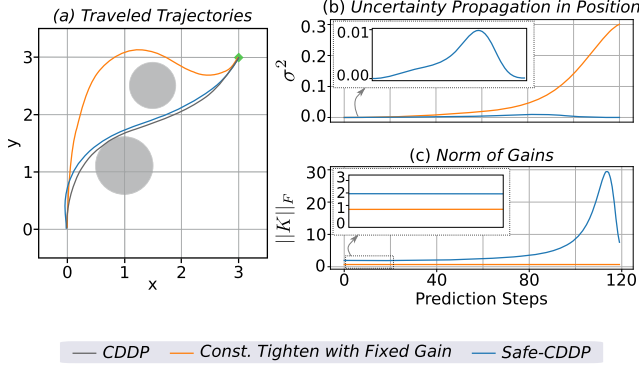 (a) Traveled Trajectories
y
3
2
1
0
0
1
2
3
x
(b) Uncertainty Propagation in Position
σ²
0.3
0.2
0.1
0.0
0.01
0.00
(c) Norm of Gains
||K||_F
30
20
10
0
3
2
1
0
0
40
80
120
Prediction Steps
CDDP
Const. Tighten with Fixed Gain
Safe-CDDP